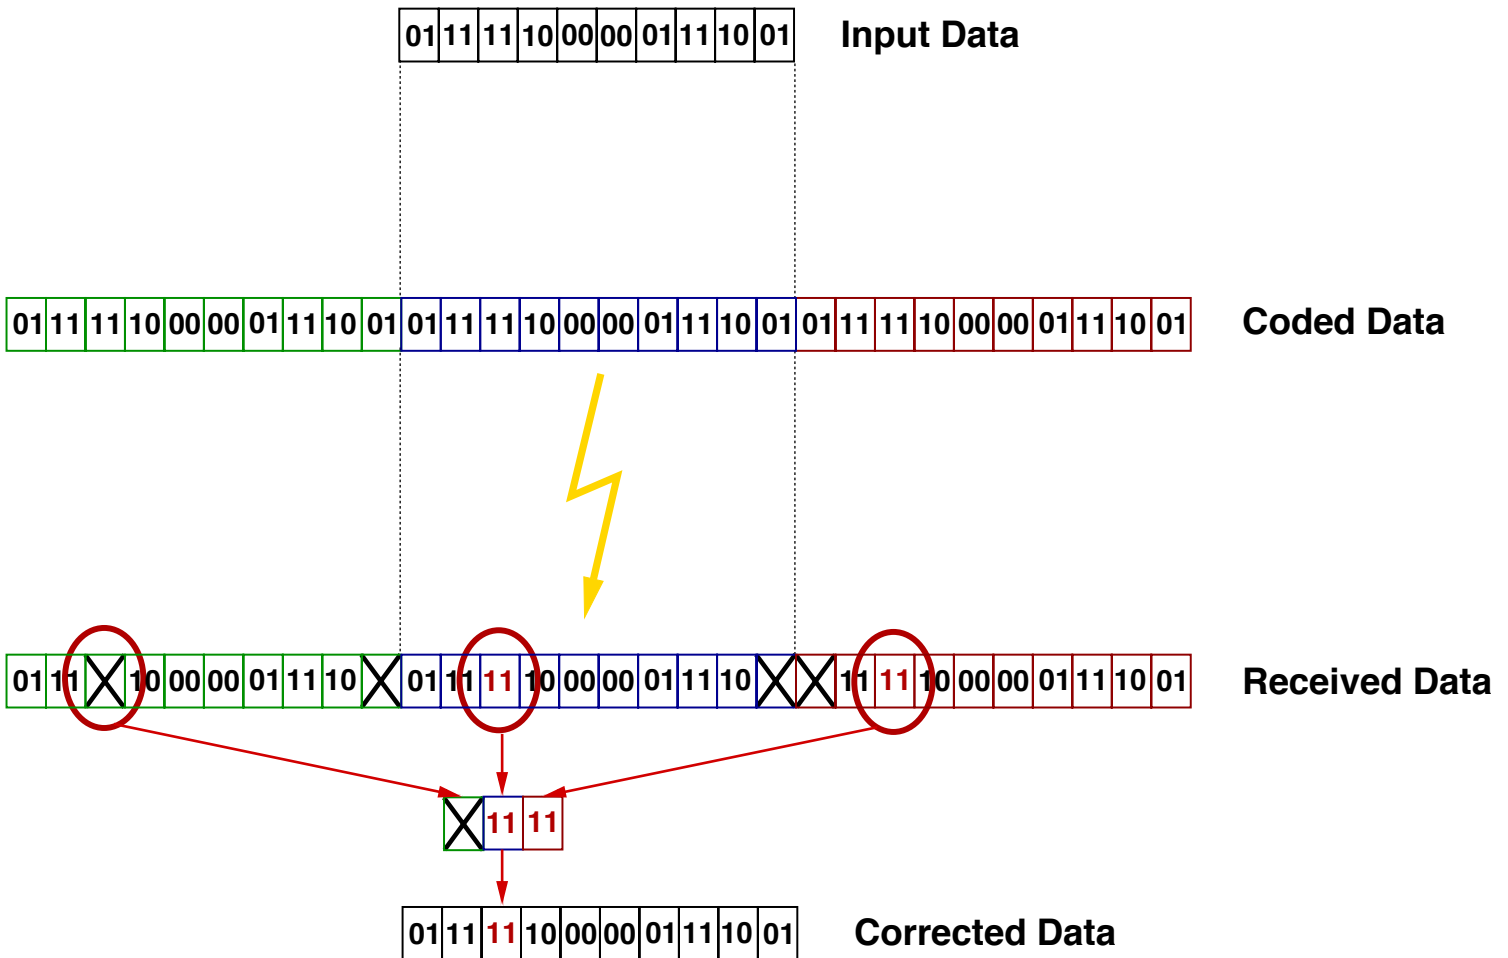 01 11 11 10 00 00 01 11 10 01 Input Data
01 11 11 10 00 00 01 11 10 01 01 11 11 10 00 00 01 11 10 01 01 11 11 10 00 00 01 11 10 01 Coded Data
01 11 10 00 00 01 11 10 01 11 11 10 00 00 01 11 10 11 11 10 00 00 01 11 10 01 Received Data
11 11
01 11 11 10 00 00 01 11 10 01 Corrected Data